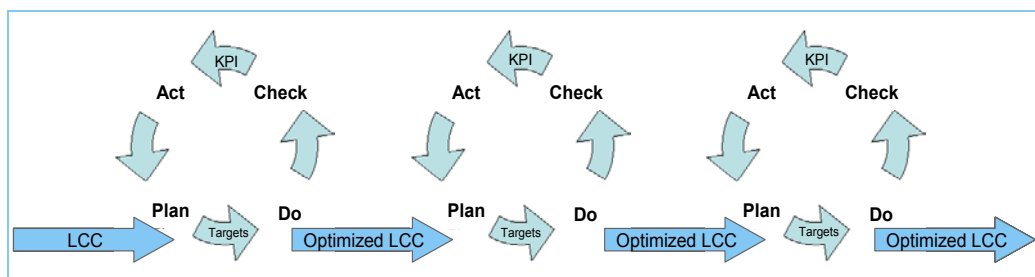 KPI KPI KPI
Act Check Act Check Act Check
Plan Do Plan Do Plan Do
Targets Targets Targets
LCC Optimized LCC Optimized LCC Optimized LCC